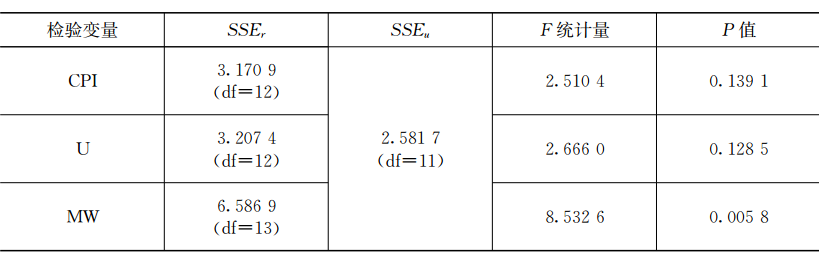 检验变量 SSEr SSEu F 统计量 P 值
CPI 3.170 9 (df=12) 2.510 4 0.139 1
U 3.207 4 (df=12) 2.581 7 (df=11) 2.666 0 0.128 5
MW 6.586 9 (df=13) 8.532 6 0.005 8